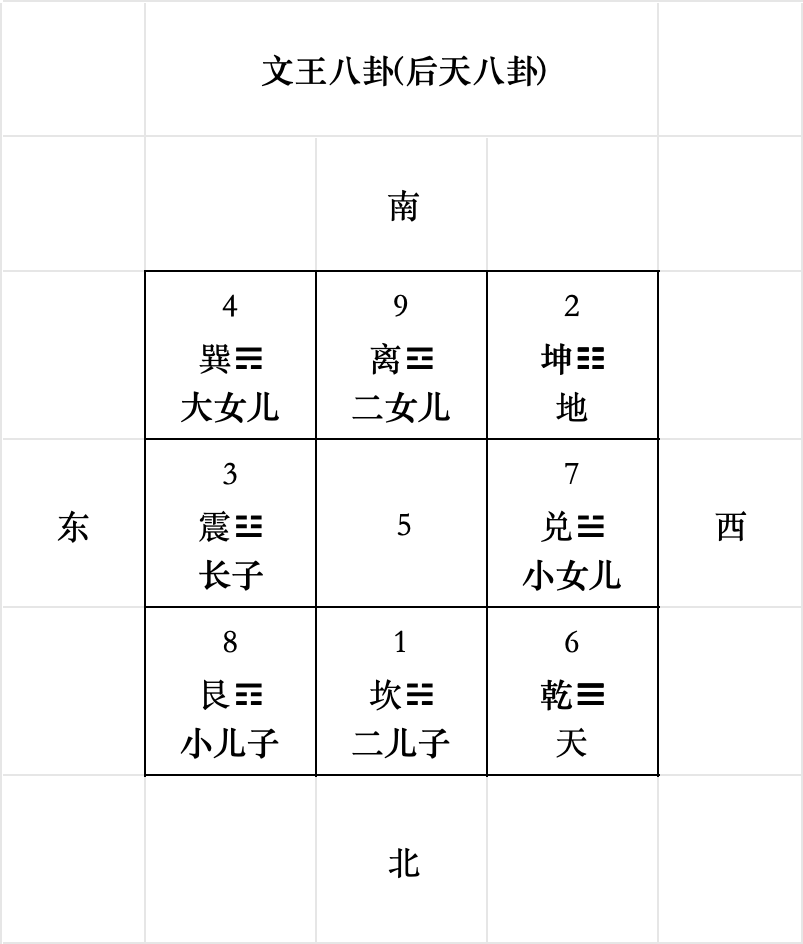 文王八卦(后天八卦)
南
4 9 2
巽☴ 离☲ 坤☷
大女儿 二女儿 地
3 7
东 震☳ 5 兑☱ 西
长子 小女儿
8 1 6
艮☶ 坎☵ 乾☰
小儿子 二儿子 天
北